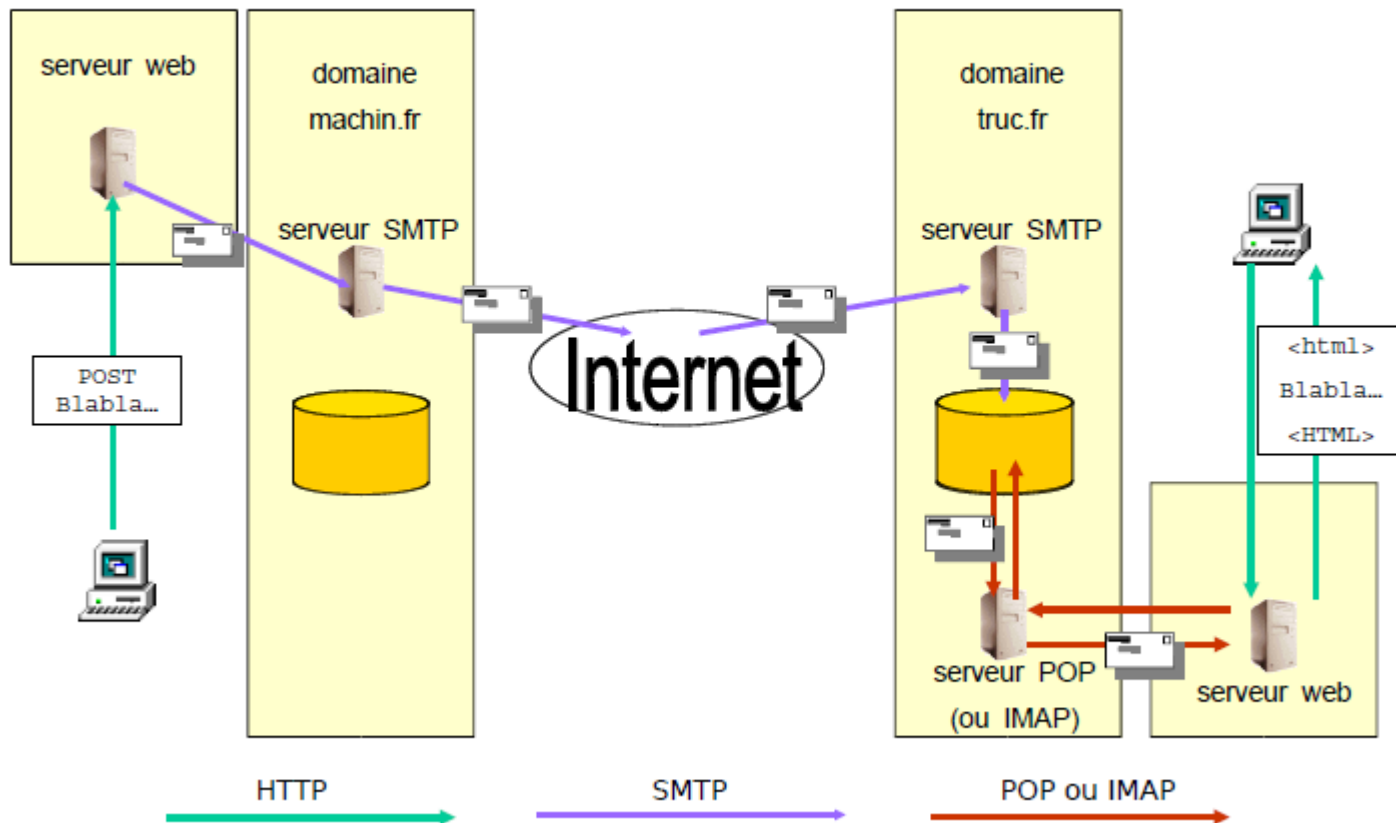 serveur web
domaine
machin.fr
domaine
truc.fr
serveur SMTP
serveur SMTP
POST
Blabla…
Internet
<html>
Blabla…
<HTML>
serveur POP
(ou IMAP)
serveur web
HTTP
SMTP
POP ou IMAP